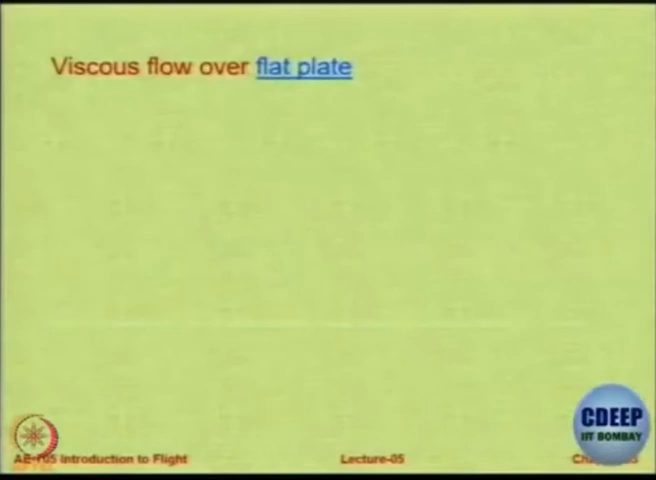 Viscous flow over flat plate
CDEEP
IIT BOMBAY
Introduction to Flight
Lecture-05